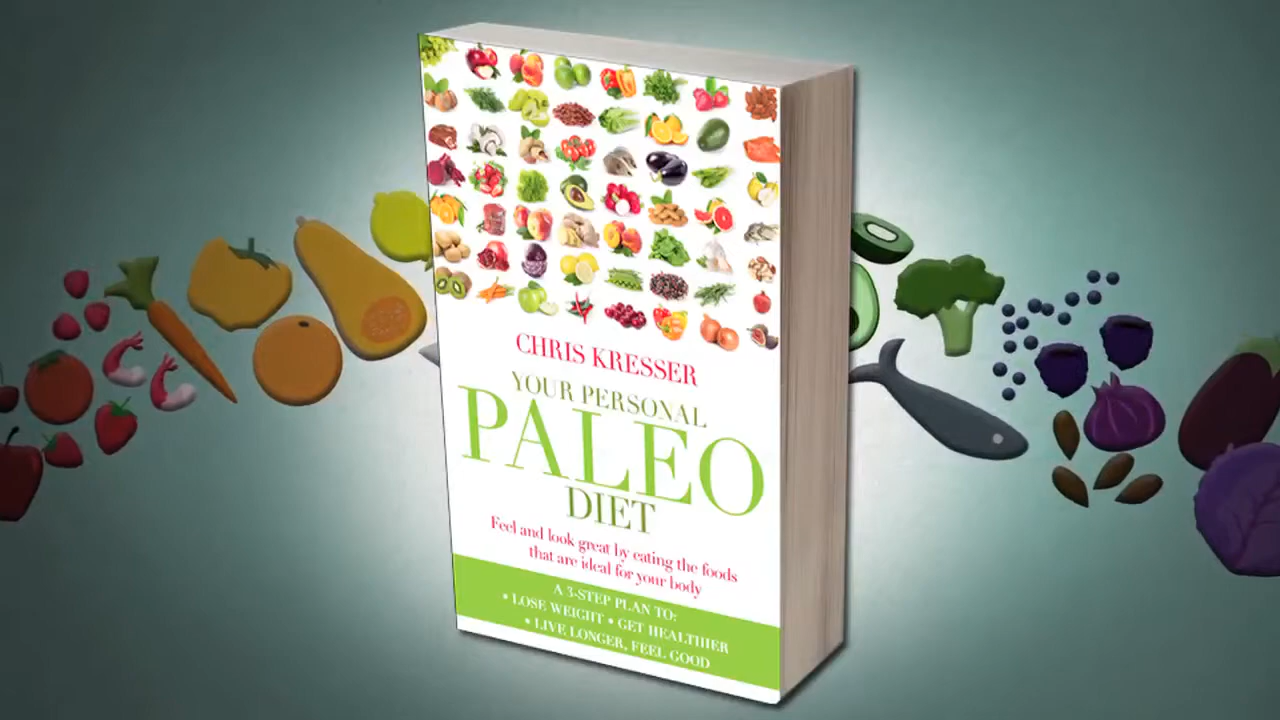 CHRIS KRESSER
YOUR PERSONAL
PALEO
DIET
Feel and look great by eating the foods
that are ideal for your body
A 3-STEP PLAN TO:
• LOSE WEIGHT • GET HEALTHIER
• LIVE LONGER, FEEL GOOD